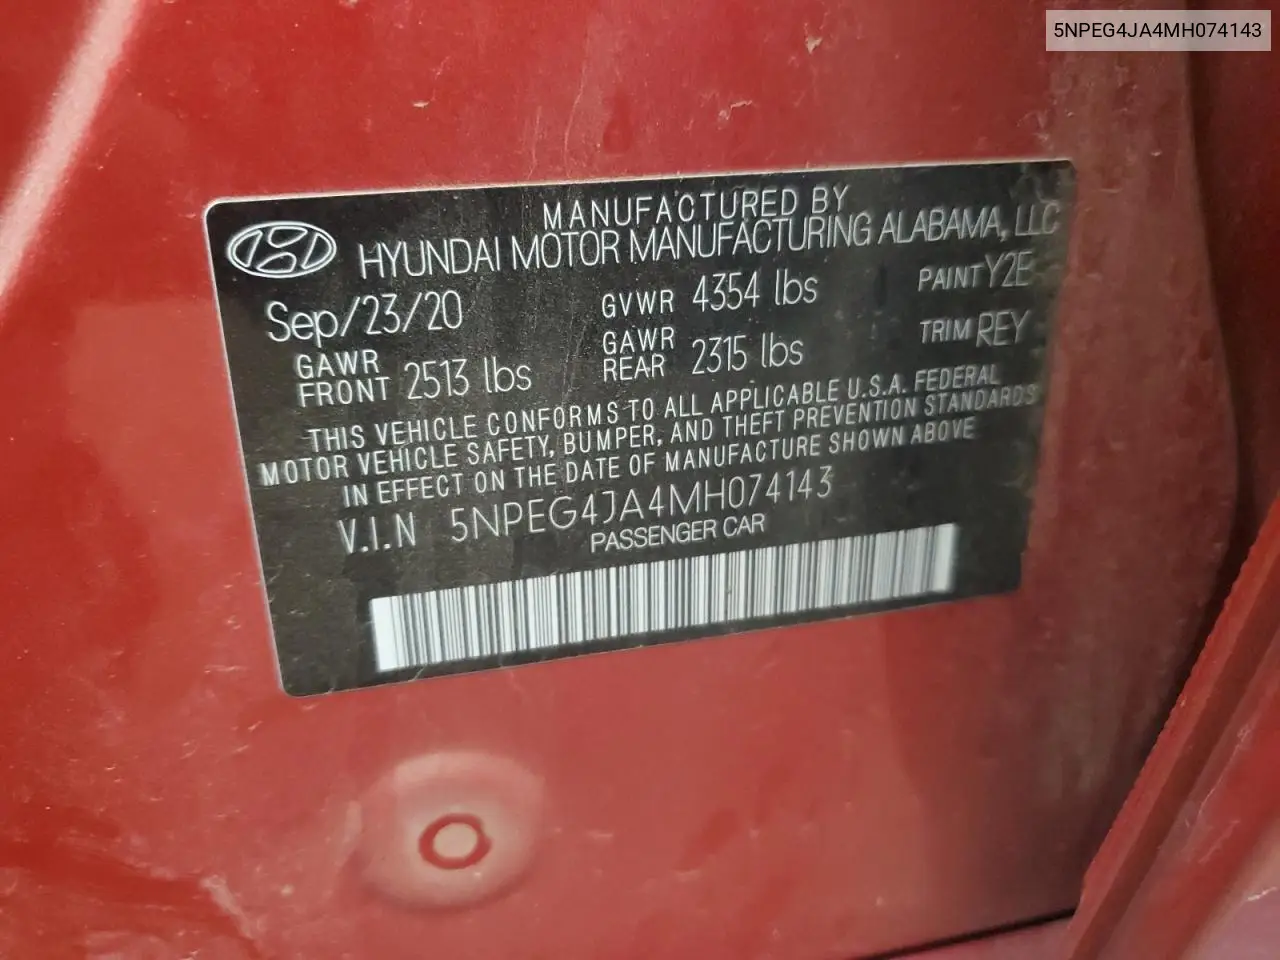 5NPEG4JA4MH074143
MANUFACTURED BY
HYUNDAI MOTOR MANUFACTURING ALABAMA, LLC
Sep/23/20 GVWR 4354 lbs PAINT Y2E
GAWR FRONT 2513 lbs GAWR REAR 2315 lbs TRIM REY
THIS VEHICLE CONFORMS TO ALL APPLICABLE U.S.A. FEDERAL
MOTOR VEHICLE SAFETY, BUMPER, AND THEFT PREVENTION STANDARDS
IN EFFECT ON THE DATE OF MANUFACTURE SHOWN ABOVE
V.I.N 5NPEG4JA4MH074143
PASSENGER CAR